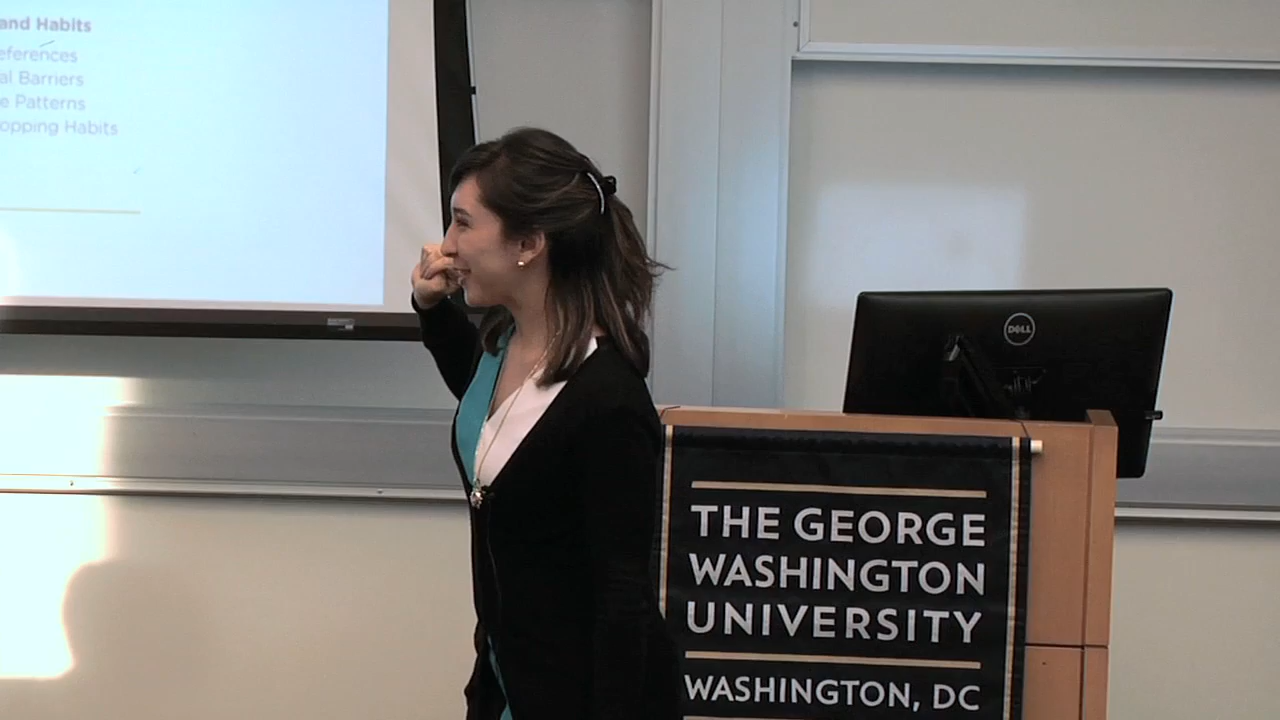 and Habits
eferences
al Barriers
e Patterns
opping Habits
DELL
THE GEORGE
WASHINGTON
UNIVERSITY
WASHINGTON, DC